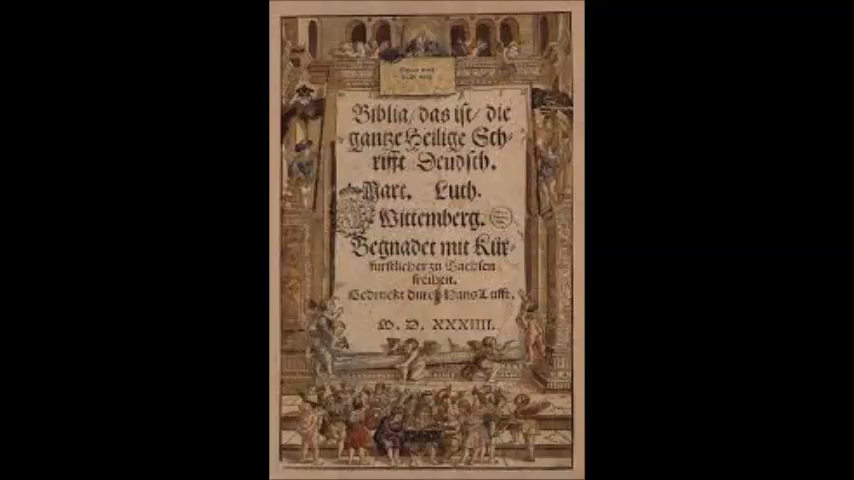 Biblia/ das ist/ die
gantze Heilige Sch-
rifft Deudsch.
Mart. Luth.
Wittemberg.
Begnadet mit Kür-
furstlicher zu Sachsen
freiheit.
Gedruckt durch Hans Lufft.
M. D. XXXIIII.